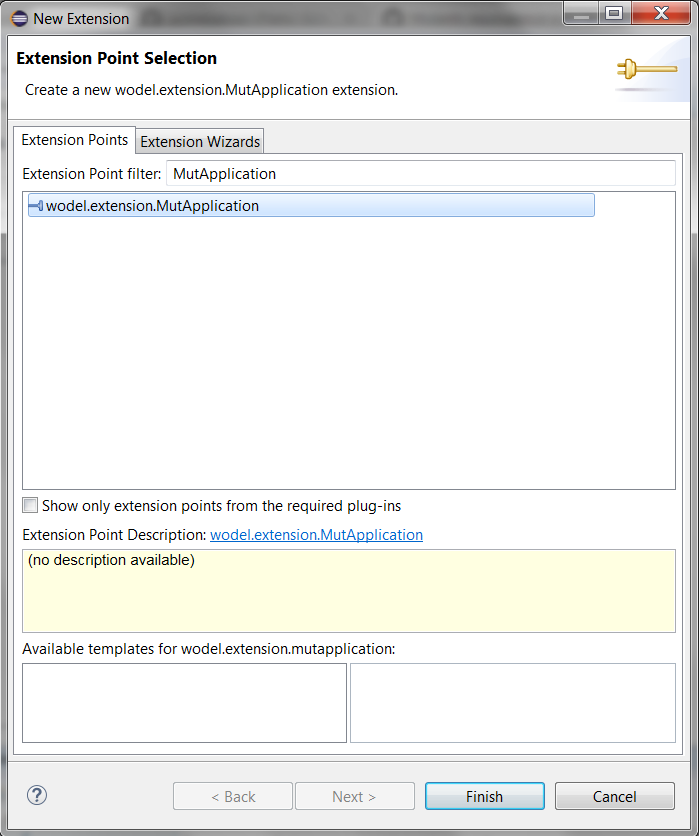 New Extension
Extension Point Selection
Create a new wodel.extension.MutApplication extension.
Extension Points
Extension Wizards
Extension Point filter: MutApplication
wodel.extension.MutApplication
Show only extension points from the required plug-ins
Extension Point Description: wodel.extension.MutApplication
(no description available)
Available templates for wodel.extension.mutapplication:
?
< Back
Next >
Finish
Cancel